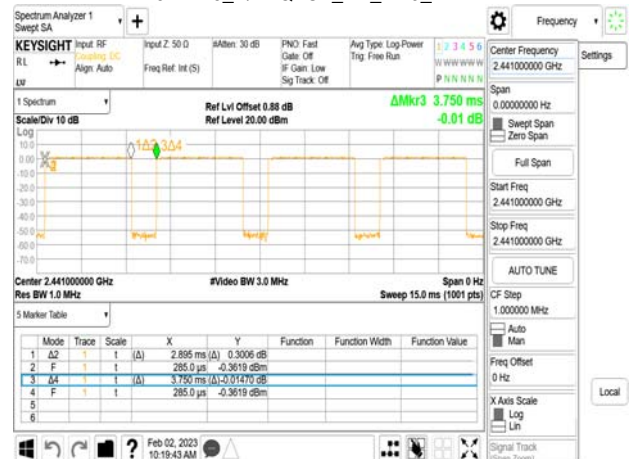 Spectrum Analyzer 1
Swept SA
+
Frequency
KEYSIGHT
RL
Input: RF
Coupling: DC
Align: Auto
Input Z: 50 Ω
Freq Ref: Int (S)
#Atten: 30 dB
PNO: Fast
Gate: Off
IF Gain: Low
Sig Track: Off
Avg Type: Log-Power
Trig: Free Run
1 2 3 4 5 6
W W W W W W
P N N N N N
LXI
1 Spectrum
Scale/Div 10 dB
Ref Lvl Offset 0.88 dB
Ref Level 20.00 dBm
ΔMkr3 3.750 ms
-0.01 dB
Log
10.0
0.00
-10.0
-20.0
-30.0
-40.0
-50.0
-60.0
-70.0
1Δ2 3Δ4
Center 2.441000000 GHz
Res BW 1.0 MHz
#Video BW 3.0 MHz
Span 0 Hz
Sweep 15.0 ms (1001 pts)
5 Marker Table
Mode Trace Scale X Y Function Function Width Function Value
1 Δ2 1 t (Δ) 2.895 ms (Δ) 0.3006 dB
2 F 1 t 285.0 µs -0.3619 dBm
3 Δ4 1 t (Δ) 3.750 ms (Δ) -0.01470 dB
4 F 1 t 285.0 µs -0.3619 dBm
5
6
Feb 02, 2023
10:19:43 AM
Center Frequency
2.441000000 GHz
Settings
Span
0.00000000 Hz
Swept Span
Zero Span
Full Span
Start Freq
2.441000000 GHz
Stop Freq
2.441000000 GHz
AUTO TUNE
CF Step
1.000000 MHz
Auto
Man
Freq Offset
0 Hz
Local
X Axis Scale
Log
Lin
Signal Track
(Span Zoom)